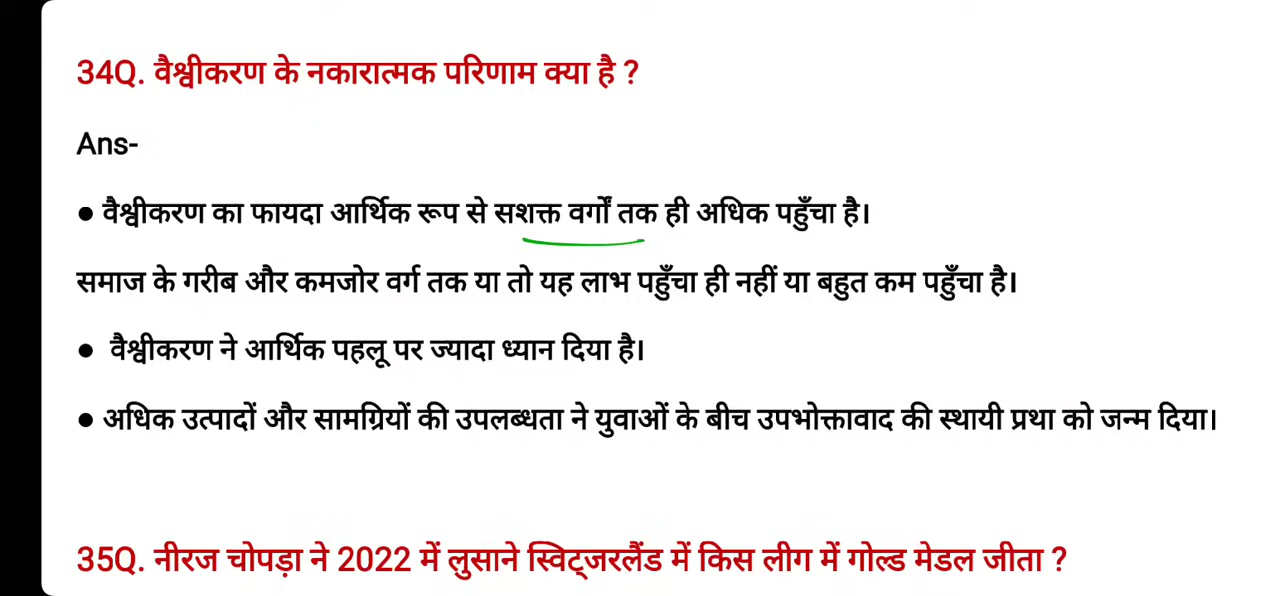 34Q. वैश्वीकरण के नकारात्मक परिणाम क्या है ?
Ans-
● वैश्वीकरण का फायदा आर्थिक रूप से सशक्त वर्गों तक ही अधिक पहुँचा है।
समाज के गरीब और कमजोर वर्ग तक या तो यह लाभ पहुँचा ही नहीं या बहुत कम पहुँचा है।
● वैश्वीकरण ने आर्थिक पहलू पर ज्यादा ध्यान दिया है।
● अधिक उत्पादों और सामग्रियों की उपलब्धता ने युवाओं के बीच उपभोक्तावाद की स्थायी प्रथा को जन्म दिया।
35Q. नीरज चोपड़ा ने 2022 में लुसाने स्विट्जरलैंड में किस लीग में गोल्ड मेडल जीता ?